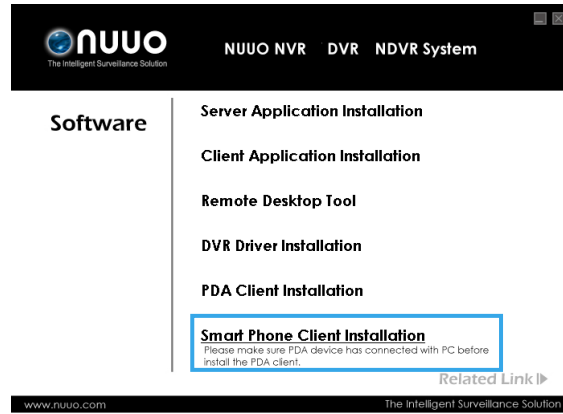 nuuo
The Intelligent Surveillance Solution
NUUO NVR DVR NDVR System
Software
Server Application Installation
Client Application Installation
Remote Desktop Tool
DVR Driver Installation
PDA Client Installation
Smart Phone Client Installation
Please make sure PDA device has connected with PC before
install the PDA client.
Related Link
www.nuuo.com
The Intelligent Surveillance Solution